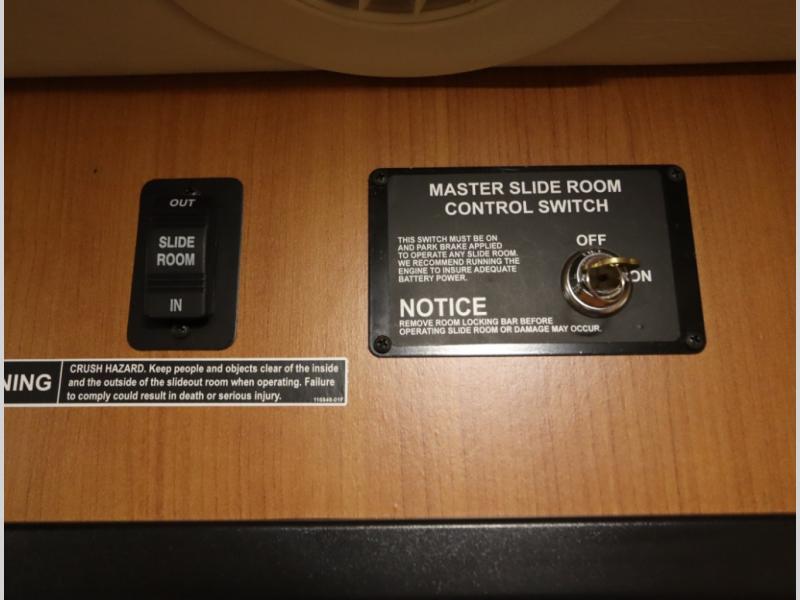 OUT
SLIDE
ROOM
IN
MASTER SLIDE ROOM
CONTROL SWITCH
THIS SWITCH MUST BE ON
AND PARK BRAKE APPLIED
TO OPERATE ANY SLIDE ROOM.
WE RECOMMEND RUNNING THE
ENGINE TO INSURE ADEQUATE
BATTERY POWER.
OFF
ON
NOTICE
REMOVE ROOM LOCKING BAR BEFORE
OPERATING SLIDE ROOM OR DAMAGE MAY OCCUR.
NING
CRUSH HAZARD. Keep people and objects clear of the inside
and the outside of the slideout room when operating. Failure
to comply could result in death or serious injury.